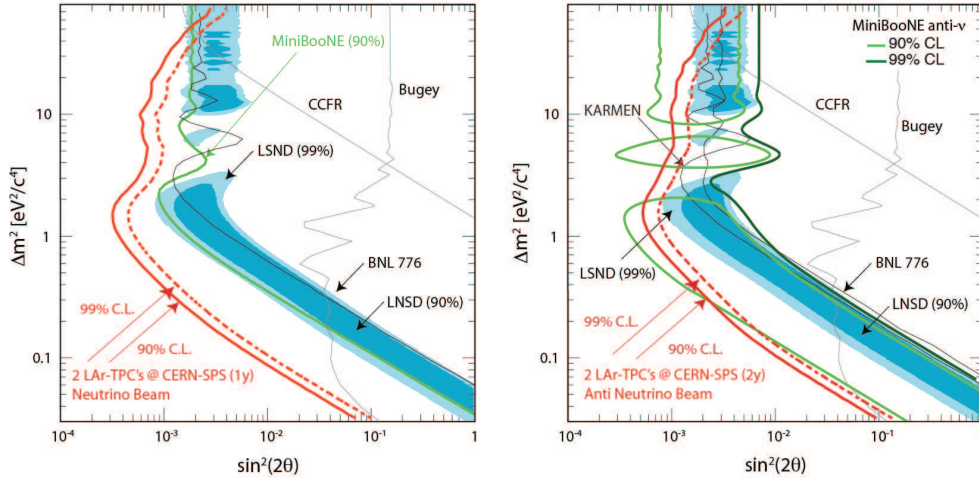 MiniBooNE (90%)
CCFR
Bugey
LSND (99%)
BNL 776
LNSD (90%)
99% C.L.
90% C.L.
2 LAr-TPC's @ CERN-SPS (1y)
Neutrino Beam
Δm² [eV²/c⁴]
10
1
0.1
10⁻⁴
10⁻³
10⁻²
10⁻¹
1
sin²(2θ)
MiniBooNE anti-ν
90% CL
99% CL
KARMEN
CCFR
Bugey
LSND (99%)
BNL 776
LNSD (90%)
99% C.L.
90% C.L.
2 LAr-TPC's @ CERN-SPS (2y)
Anti Neutrino Beam
Δm² [eV²/c⁴]
10
1
0.1
10⁻⁴
10⁻³
10⁻²
10⁻¹
sin²(2θ)